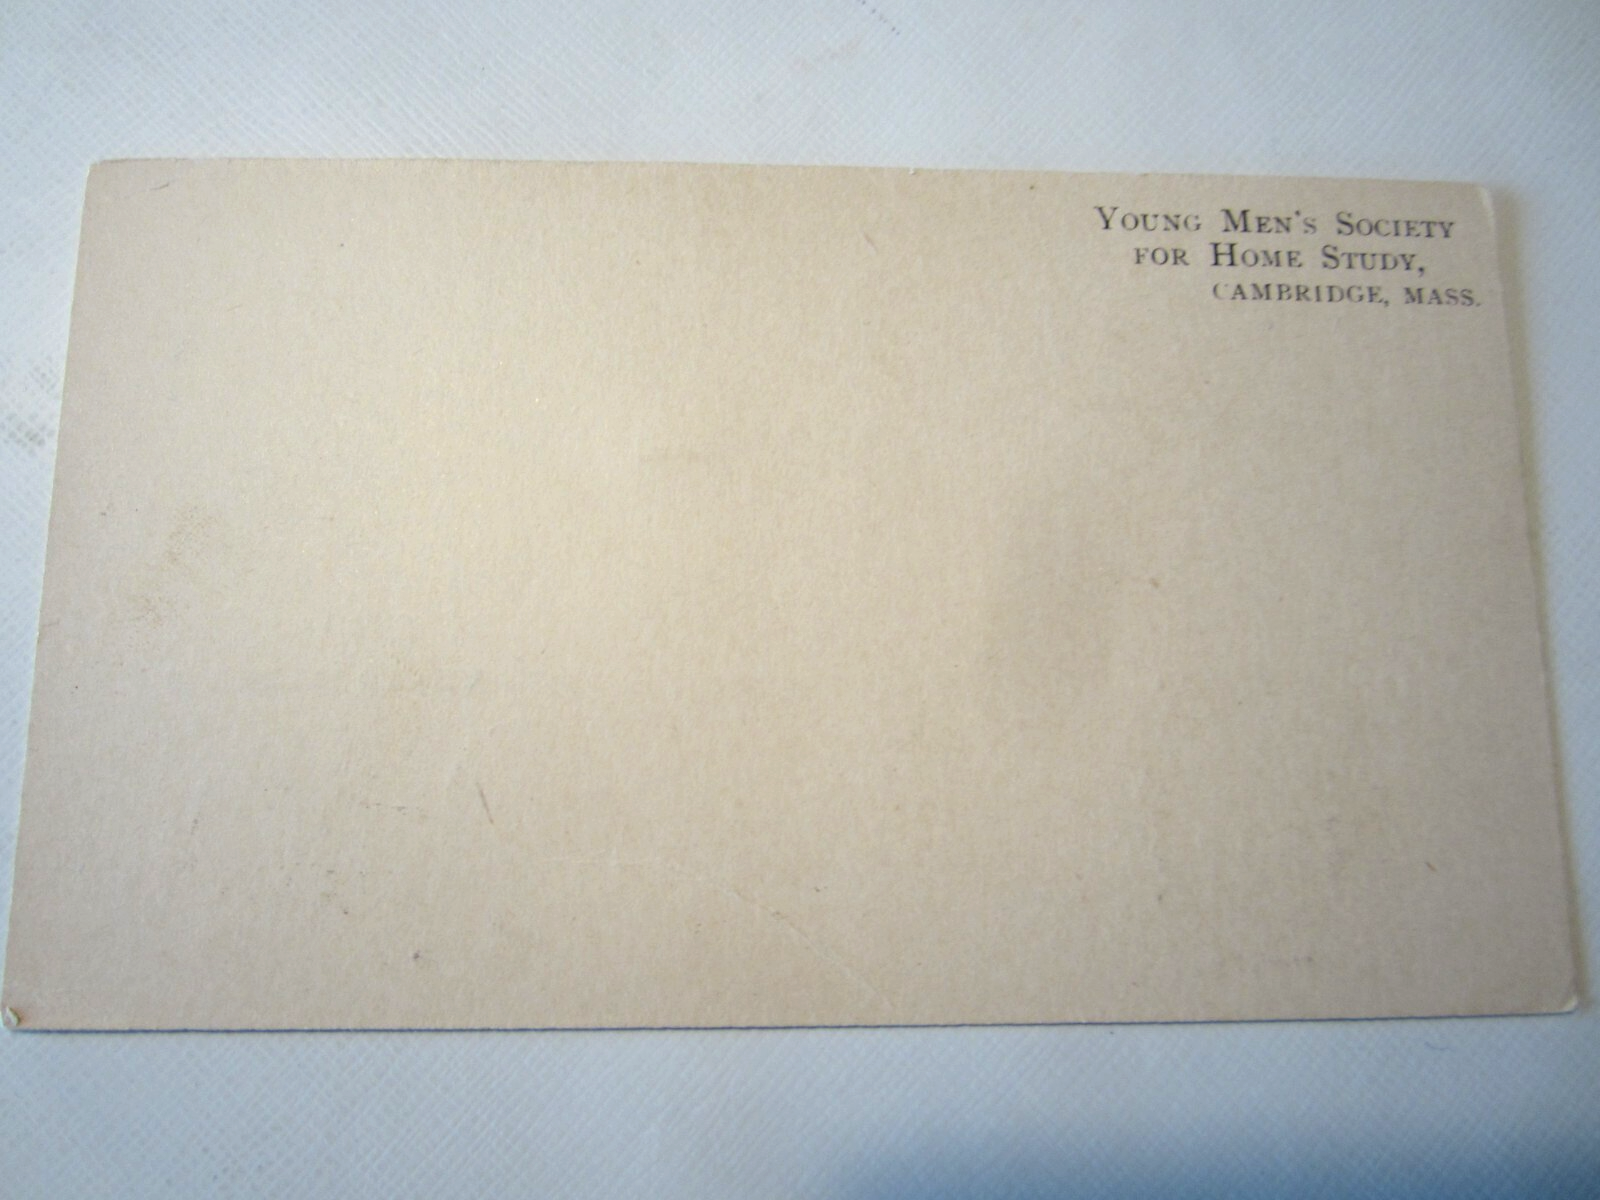 Young Men's Society
for Home Study,
Cambridge, Mass.